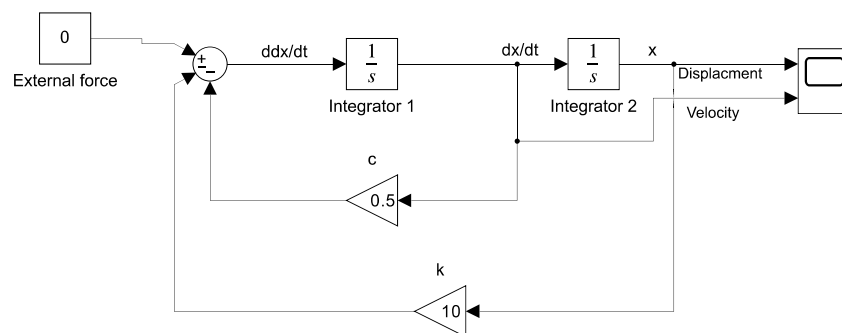 0
External force
+
−
−
ddx/dt
1
s
Integrator 1
dx/dt
1
s
Integrator 2
x
Displacment
Velocity
c
0.5
k
10